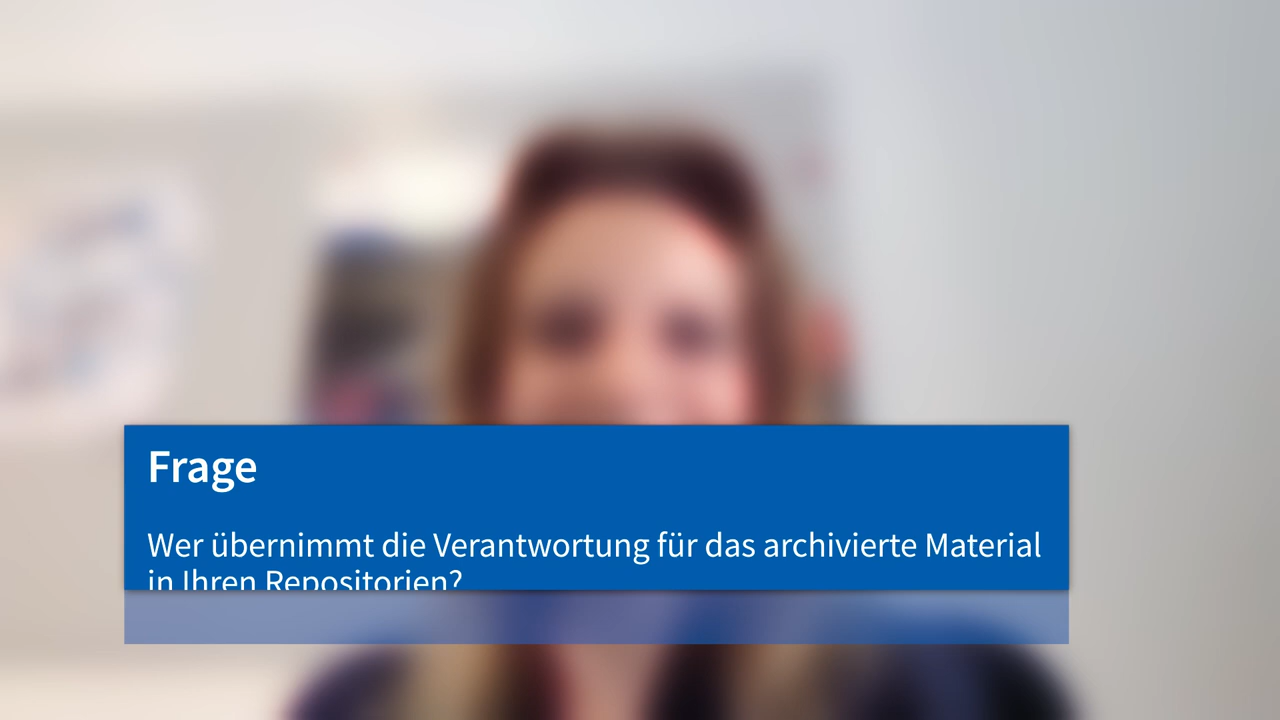 Frage
Wer übernimmt die Verantwortung für das archivierte Material
in Ihren Repositorien?